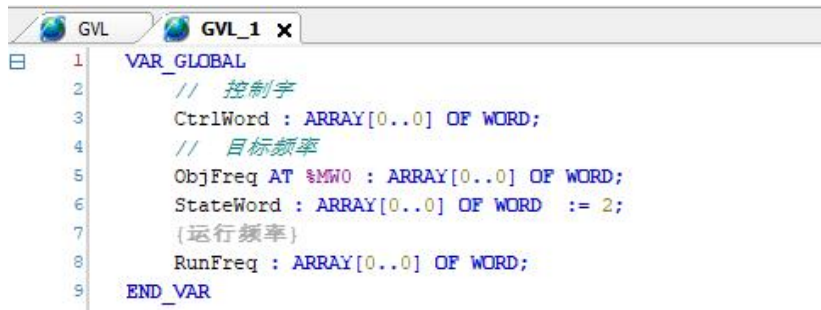 GVL GVL_1 X
1 VAR_GLOBAL
2 // 控制字
3 CtrlWord : ARRAY[0..0] OF WORD;
4 // 目标频率
5 ObjFreq AT %MW0 : ARRAY[0..0] OF WORD;
6 StateWord : ARRAY[0..0] OF WORD := 2;
7 {运行频率}
8 RunFreq : ARRAY[0..0] OF WORD;
9 END_VAR